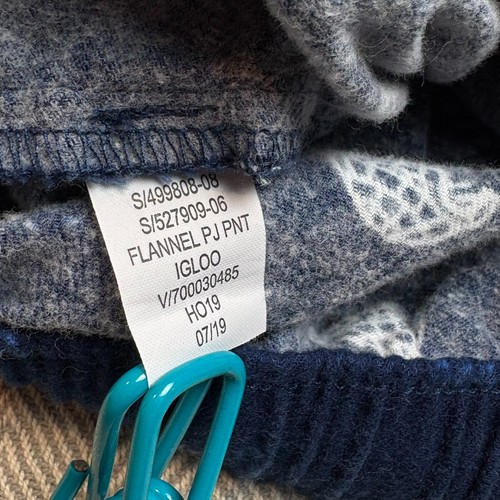 S/499808-08
S/527909-06
FLANNEL PJ PNT
IGLOO
V/700030485
HO19
07/19